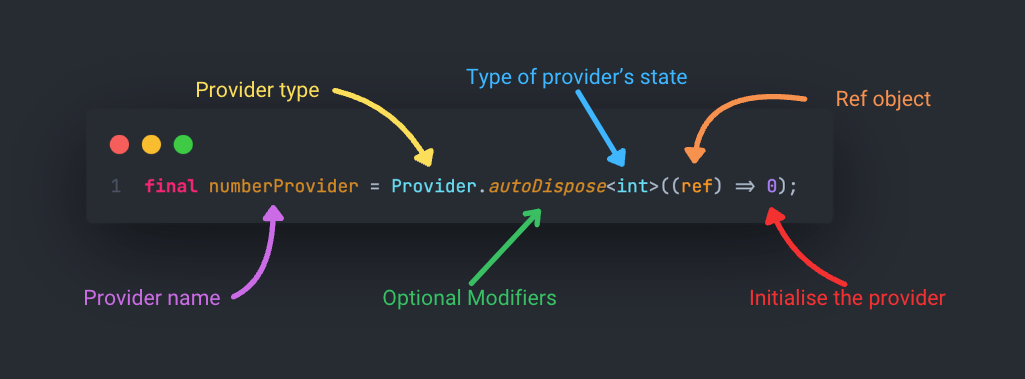 Type of provider's state
Provider type
Ref object
1 final numberProvider = Provider.autoDispose<int>((ref) => 0);
Provider name
Optional Modifiers
Initialise the provider